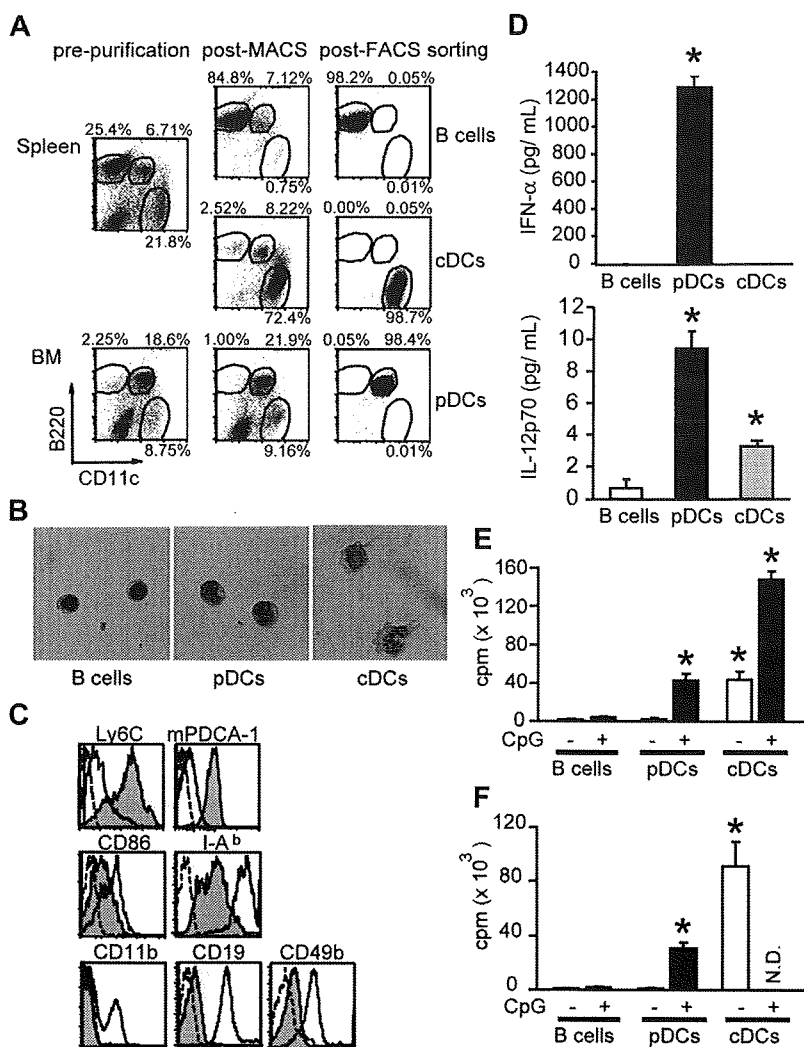 A
pre-purification post-MACS post-FACS sorting
84.8% 7.12% 98.2% 0.05%
25.4% 6.71%
Spleen
B cells
0.75% 0.01%
2.52% 8.22% 0.00% 0.05%
21.8%
cDCs
72.4% 98.7%
2.25% 18.6% 1.00% 21.9% 0.05% 98.4%
BM
pDCs
B220
8.75% 9.16% 0.01%
CD11c
B
B cells pDCs cDCs
C
Ly6C mPDCA-1
CD86 I-Ab
CD11b CD19 CD49b
D
IFN-α (pg/ mL)
1400
1200
1000
800
600
400
200
0
*
B cells pDCs cDCs
IL-12p70 (pg/ mL)
12
10
8
6
4
2
0
* *
B cells pDCs cDCs
E
cpm (x 10³)
160
120
80
40
0
* * *
CpG - + - + - +
B cells pDCs cDCs
F
cpm (x 10³)
120
80
40
0
* *
N.D.
CpG - + - + - +
B cells pDCs cDCs